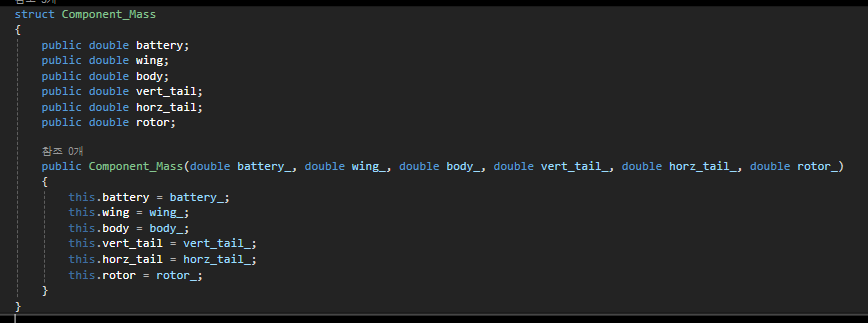 struct Component_Mass
{
public double battery;
public double wing;
public double body;
public double vert_tail;
public double horz_tail;
public double rotor;
참조 0개
public Component_Mass(double battery_, double wing_, double body_, double vert_tail_, double horz_tail_, double rotor_)
{
this.battery = battery_;
this.wing = wing_;
this.body = body_;
this.vert_tail = vert_tail_;
this.horz_tail = horz_tail_;
this.rotor = rotor_;
}
}